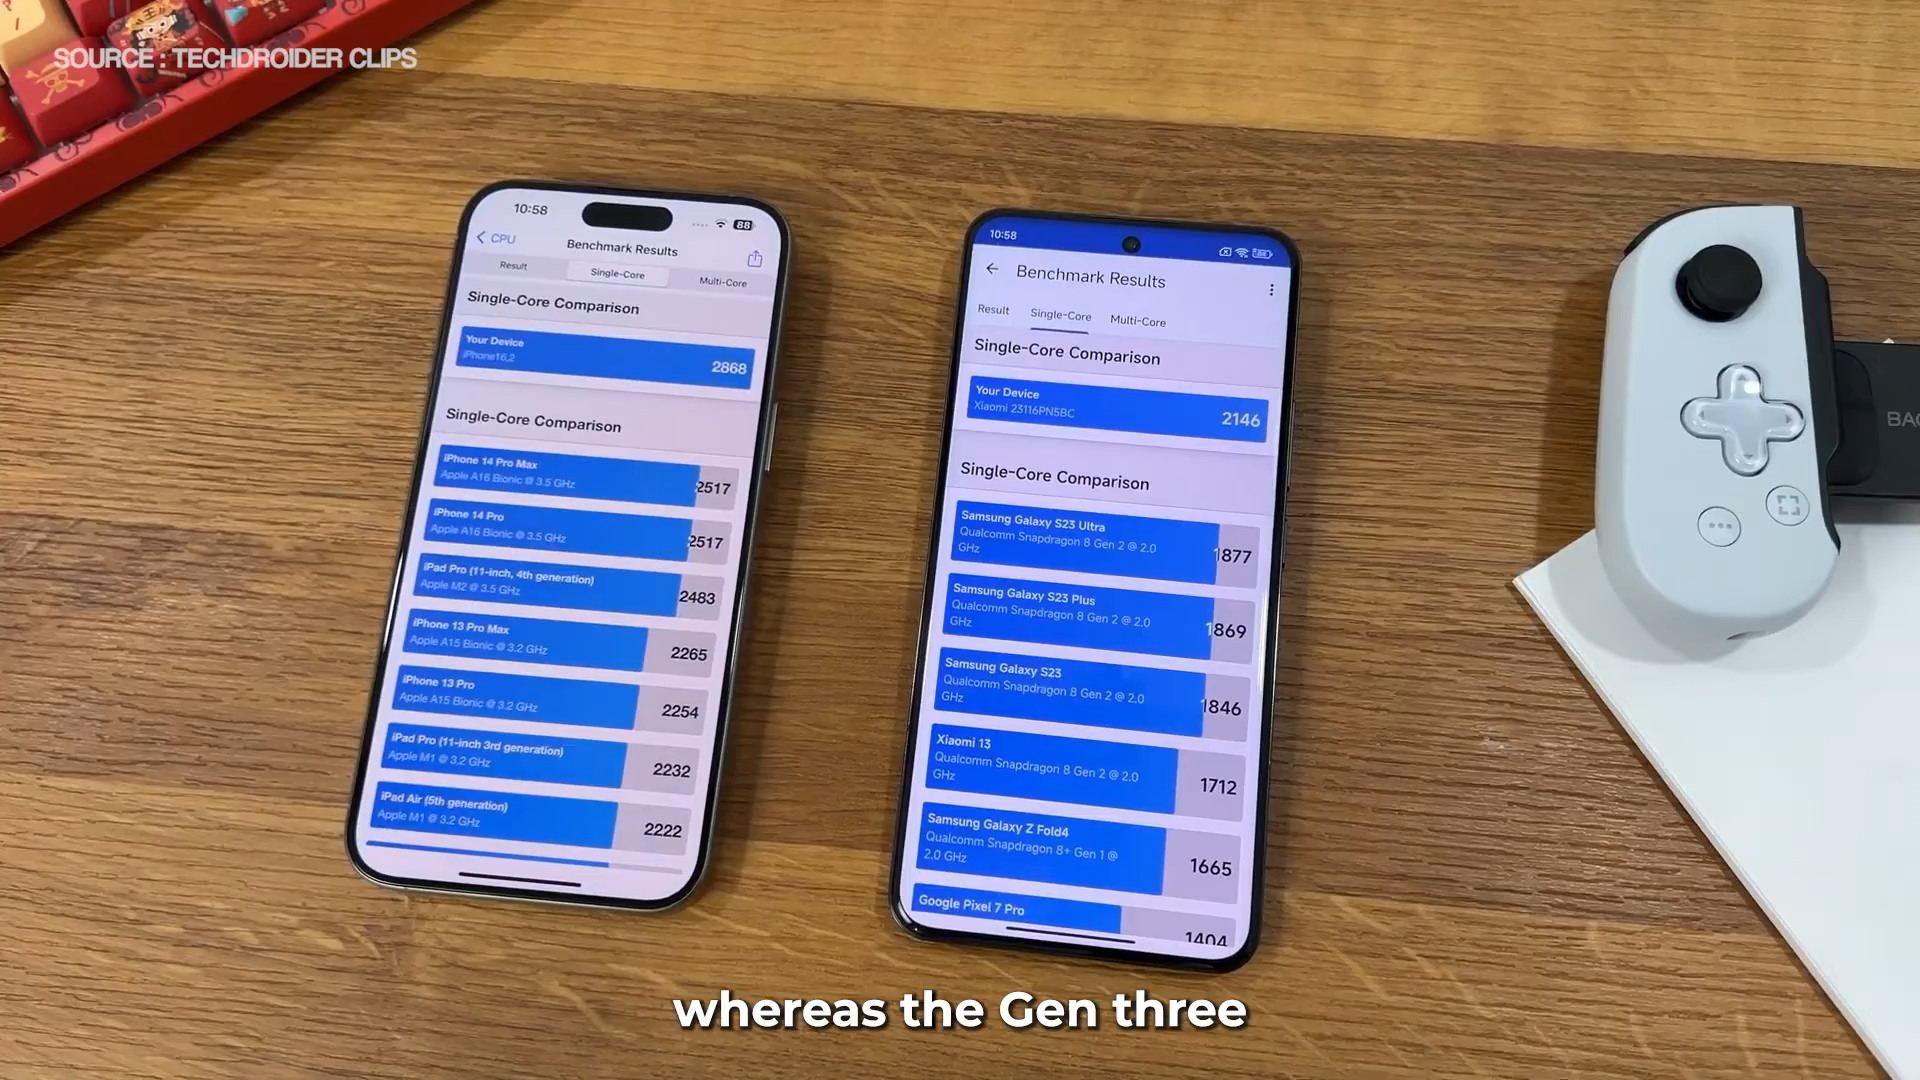 SOURCE : TECHDROIDER CLIPS
10:58
88
CPU
Benchmark Results
Result
Single-Core
Multi-Core
Single-Core Comparison
Your Device
iPhone16,2
2868
Single-Core Comparison
iPhone 14 Pro Max
Apple A16 Bionic @ 3.5 GHz
2517
iPhone 14 Pro
Apple A16 Bionic @ 3.5 GHz
2517
iPad Pro (11-inch, 4th generation)
Apple M2 @ 3.5 GHz
2483
iPhone 13 Pro Max
Apple A15 Bionic @ 3.2 GHz
2265
iPhone 13 Pro
Apple A15 Bionic @ 3.2 GHz
2254
iPad Pro (11-inch 3rd generation)
Apple M1 @ 3.2 GHz
2232
iPad Air (5th generation)
Apple M1 @ 3.2 GHz
2222
10:58
Benchmark Results
Result
Single-Core
Multi-Core
Single-Core Comparison
Your Device
Xiaomi 23116PN5BC
2146
Single-Core Comparison
Samsung Galaxy S23 Ultra
Qualcomm Snapdragon 8 Gen 2 @ 2.0
GHz
1877
Samsung Galaxy S23 Plus
Qualcomm Snapdragon 8 Gen 2 @ 2.0
GHz
1869
Samsung Galaxy S23
Qualcomm Snapdragon 8 Gen 2 @ 2.0
GHz
1846
Xiaomi 13
Qualcomm Snapdragon 8 Gen 2 @ 2.0
GHz
1712
Samsung Galaxy Z Fold4
Qualcomm Snapdragon 8+ Gen 1 @
2.0 GHz
1665
Google Pixel 7 Pro
1404
BAC
whereas the Gen three